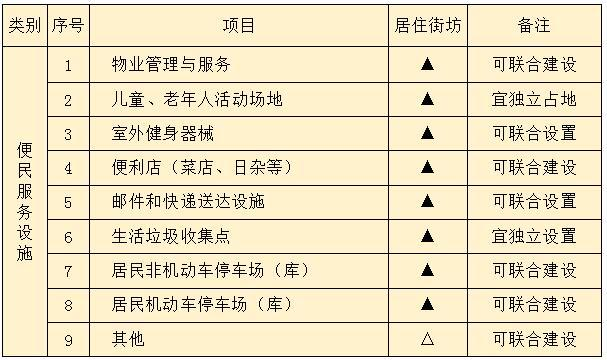 类别 序号 项目 居住街坊 备注
便民服务设施
1 物业管理与服务 ▲ 可联合建设
2 儿童、老年人活动场地 ▲ 宜独立占地
3 室外健身器械 ▲ 可联合设置
4 便利店（菜店、日杂等） ▲ 可联合建设
5 邮件和快递送达设施 ▲ 可联合设置
6 生活垃圾收集点 ▲ 宜独立设置
7 居民非机动车停车场（库） ▲ 可联合建设
8 居民机动车停车场（库） ▲ 可联合建设
9 其他 △ 可联合建设